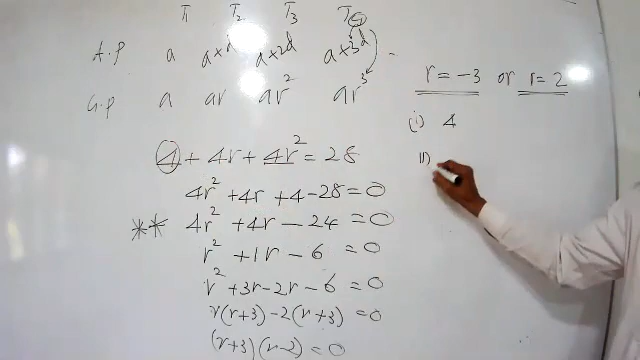 T₁ T₂ T₃ T₄
A.P a a+d a+2d a+3d
G.P a ar ar² ar³
4 + 4r + 4r² = 28
4r² + 4r + 4 - 28 = 0
** 4r² + 4r - 24 = 0
r² + 1r - 6 = 0
r² + 3r - 2r - 6 = 0
r(r+3) - 2(r+3) = 0
(r+3)(r-2) = 0
r = -3 or r = 2
(i) 4
ii)